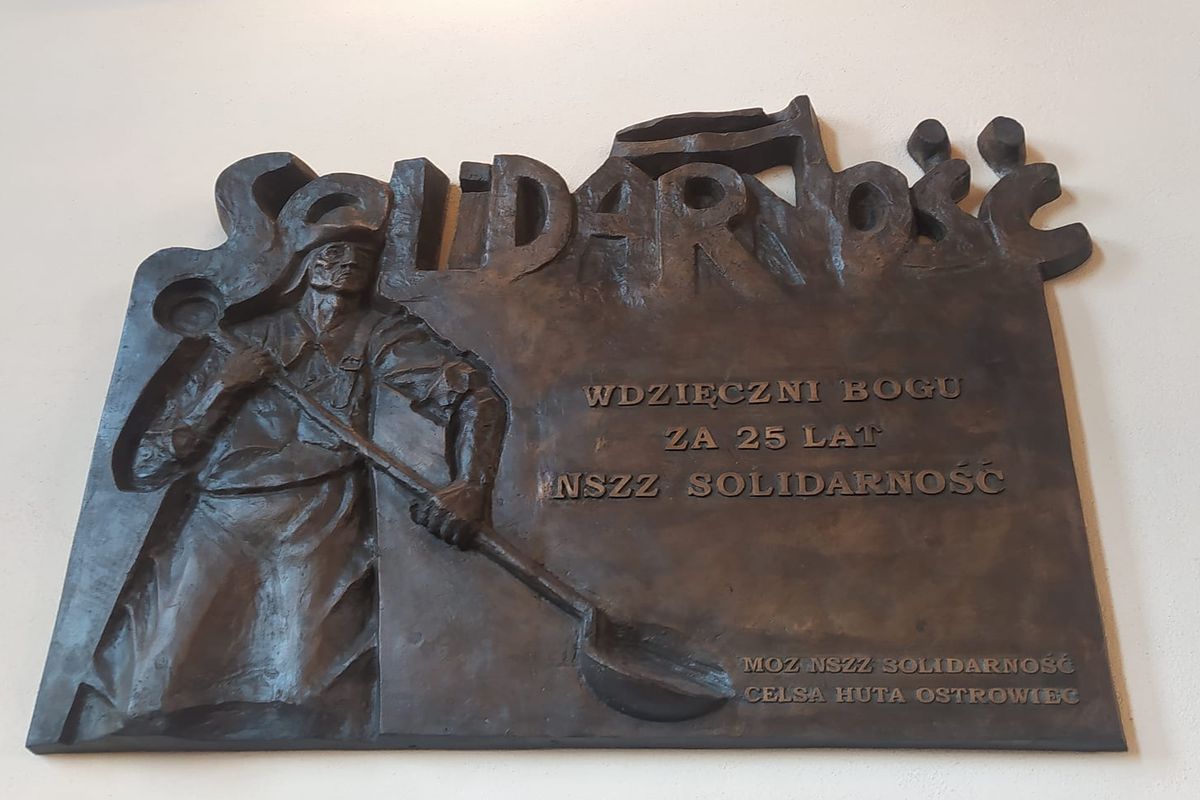 SOLiDARNość
WDZIĘCZNI BOGU
ZA 25 LAT
NSZZ SOLIDARNOŚĆ
MOZ NSZZ SOLIDARNOŚĆ
CELSA HUTA OSTROWIEC